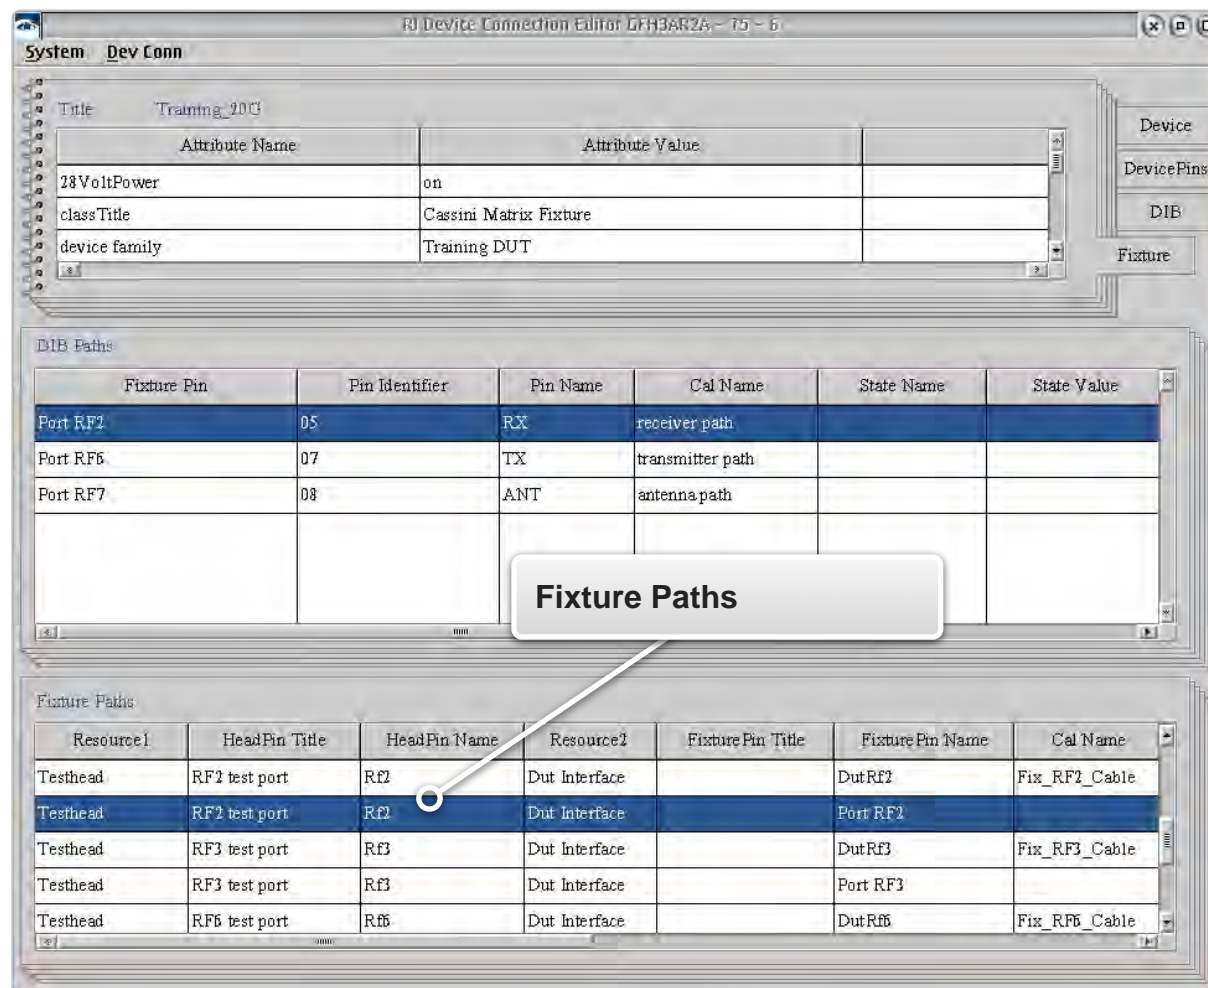 RI Device Connection Editor GFH3AR2A - 75 - 6
System Dev Conn
Title Training_20G
Attribute Name Attribute Value
28VoltPower on
classTitle Cassini Matrix Fixture
device family Training DUT
Device
DevicePins
DIB
Fixture
DIB Paths
Fixture Pin Pin Identifier Pin Name Cal Name State Name State Value
Port RF2 05 RX receiver path
Port RF6 07 TX transmitter path
Port RF7 08 ANT antenna path
Fixture Paths
Fixture Paths
Resource1 HeadPin Title HeadPin Name Resource2 FixturePin Title FixturePin Name Cal Name
Testhead RF2 test port Rf2 Dut Interface DutRf2 Fix_RF2_Cable
Testhead RF2 test port Rf2 Dut Interface Port RF2
Testhead RF3 test port Rf3 Dut Interface DutRf3 Fix_RF3_Cable
Testhead RF3 test port Rf3 Dut Interface Port RF3
Testhead RF6 test port Rf6 Dut Interface DutRf6 Fix_RF6_Cable